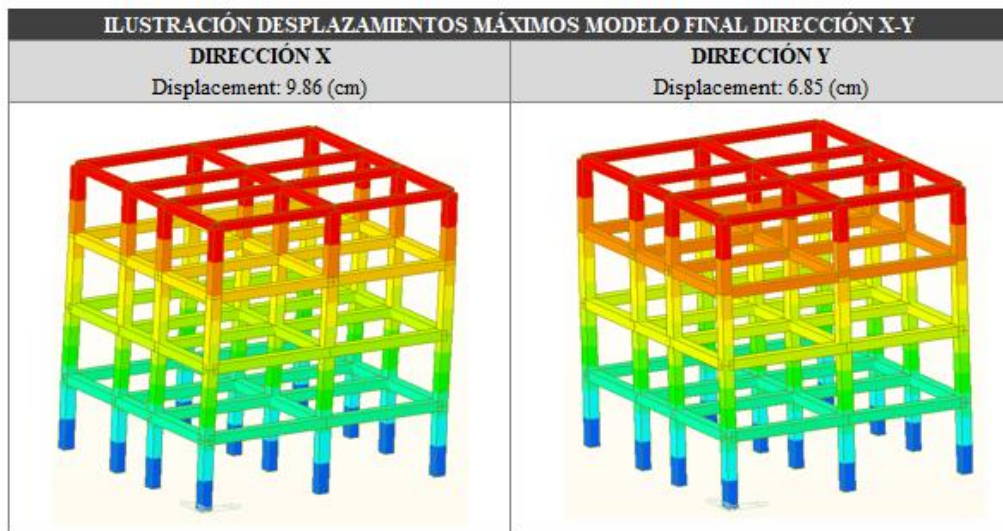 ILUSTRACIÓN DESPLAZAMIENTOS MÁXIMOS MODELO FINAL DIRECCIÓN X-Y
DIRECCIÓN X
Displacement: 9.86 (cm)
DIRECCIÓN Y
Displacement: 6.85 (cm)